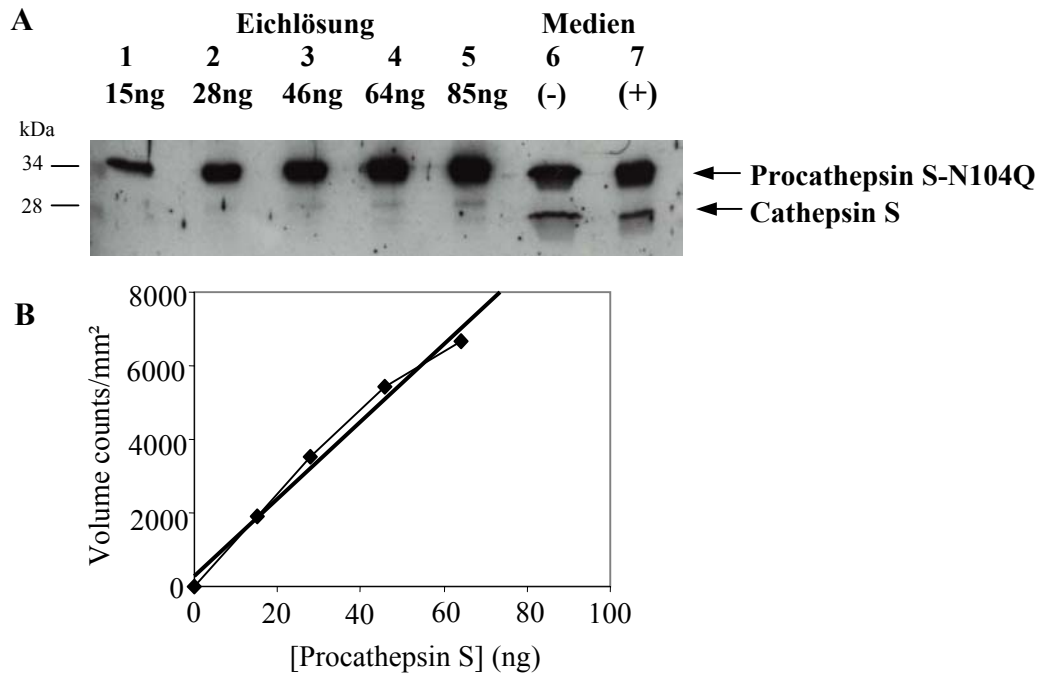 A Eichlösung Medien
1 2 3 4 5 6 7
15ng 28ng 46ng 64ng 85ng (-) (+)
kDa
34
Procathepsin S-N104Q
28
Cathepsin S
B
Volume counts/mm²
8000
6000
4000
2000
0
0 20 40 60 80 100
[Procathepsin S] (ng)